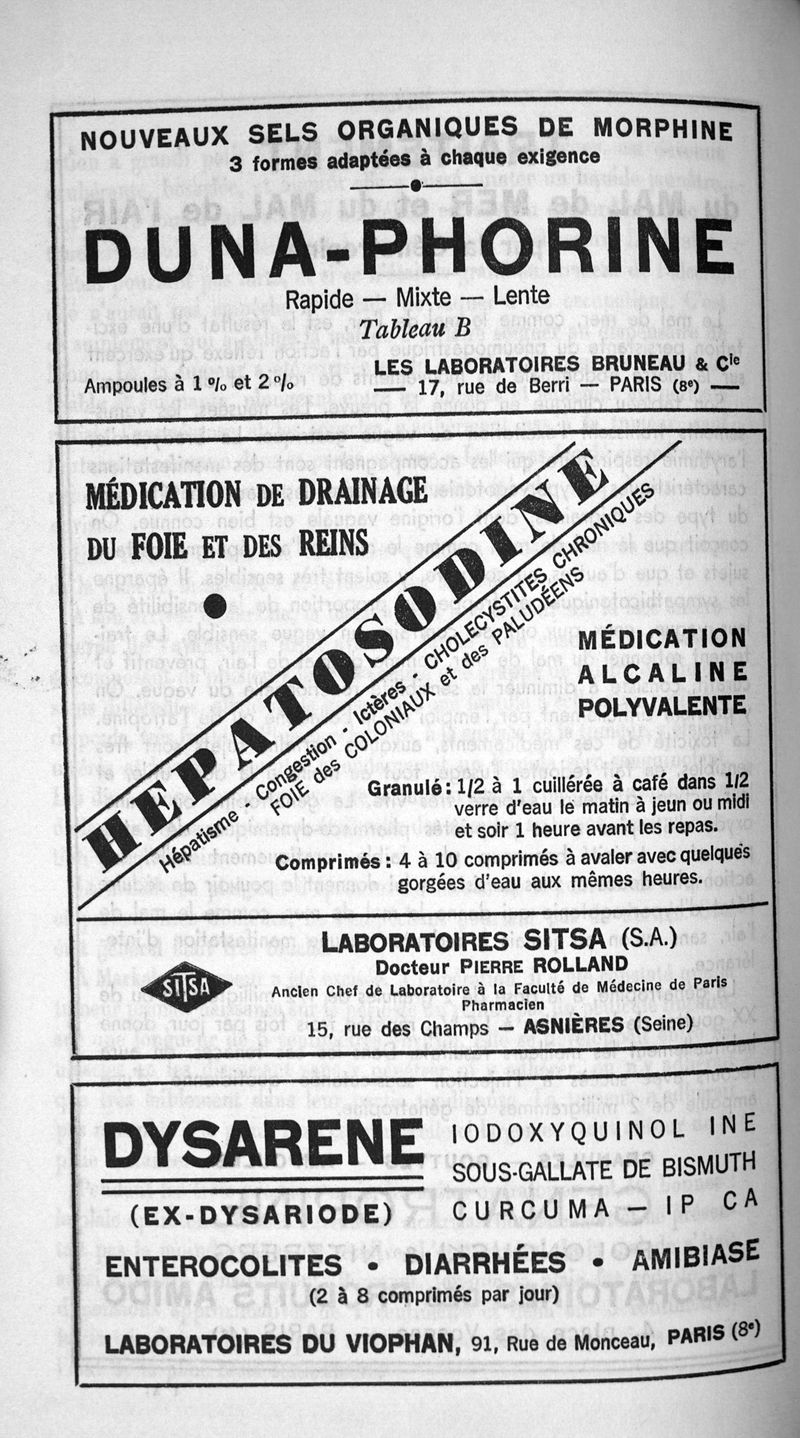 NOUVEAUX SELS ORGANIQUES DE MORPHINE
3 formes adaptées à chaque exigence
DUNA-PHORINE
Rapide — Mixte — Lente
Tableau B
Ampoules à 1 % et 2 %
LES LABORATOIRES BRUNEAU & Cie
17, rue de Berri — PARIS (8e) —
MÉDICATION DE DRAINAGE
DU FOIE ET DES REINS
HEPATOSODINE
Hépatisme - Congestion - Ictères - CHOLÉCYSTITES CHRONIQUES
FOIE des COLONIAUX et des PALUDÉENS
MÉDICATION
ALCALINE
POLYVALENTE
Granulé : 1/2 à 1 cuillérée à café dans 1/2
verre d'eau le matin à jeun ou midi
et soir 1 heure avant les repas.
Comprimés : 4 à 10 comprimés à avaler avec quelques
gorgées d'eau aux mêmes heures.
SITSA
LABORATOIRES SITSA (S.A.)
Docteur PIERRE ROLLAND
Ancien Chef de Laboratoire à la Faculté de Médecine de Paris
Pharmacien
15, rue des Champs — ASNIÈRES (Seine)
DYSARENE
(EX-DYSARIODE)
IODOXYQUINOL INE
SOUS-GALLATE DE BISMUTH
CURCUMA — IP CA
ENTEROCOLITES • DIARRHÉES • AMIBIASE
(2 à 8 comprimés par jour)
LABORATOIRES DU VIOPHAN, 91, Rue de Monceau, PARIS (8e)